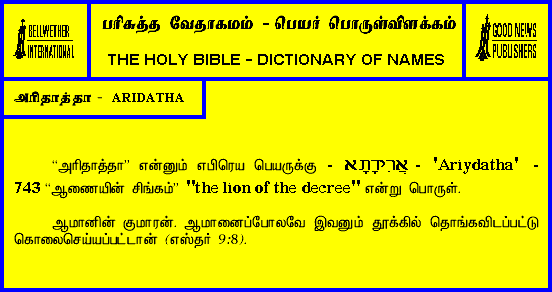 BELLWETHER
INTERNATIONAL
பரிசுத்த வேதாகமம் - பெயர் பொருள்விளக்கம்
THE HOLY BIBLE - DICTIONARY OF NAMES
GOOD NEWS
PUBLISHERS
அரிதாத்தா - ARIDATHA
“அரிதாத்தா” என்னும் எபிரெய பெயருக்கு - אֲרִידָתָא - 'Ariydatha' -
743 “ஆணையின் சிங்கம்” "the lion of the decree" என்று பொருள்.
ஆமானின் குமாரன். ஆமானைப்போலவே இவனும் தூக்கில் தொங்கவிடப்பட்டு
கொலைசெய்யப்பட்டான் (எஸ்தர் 9:8).